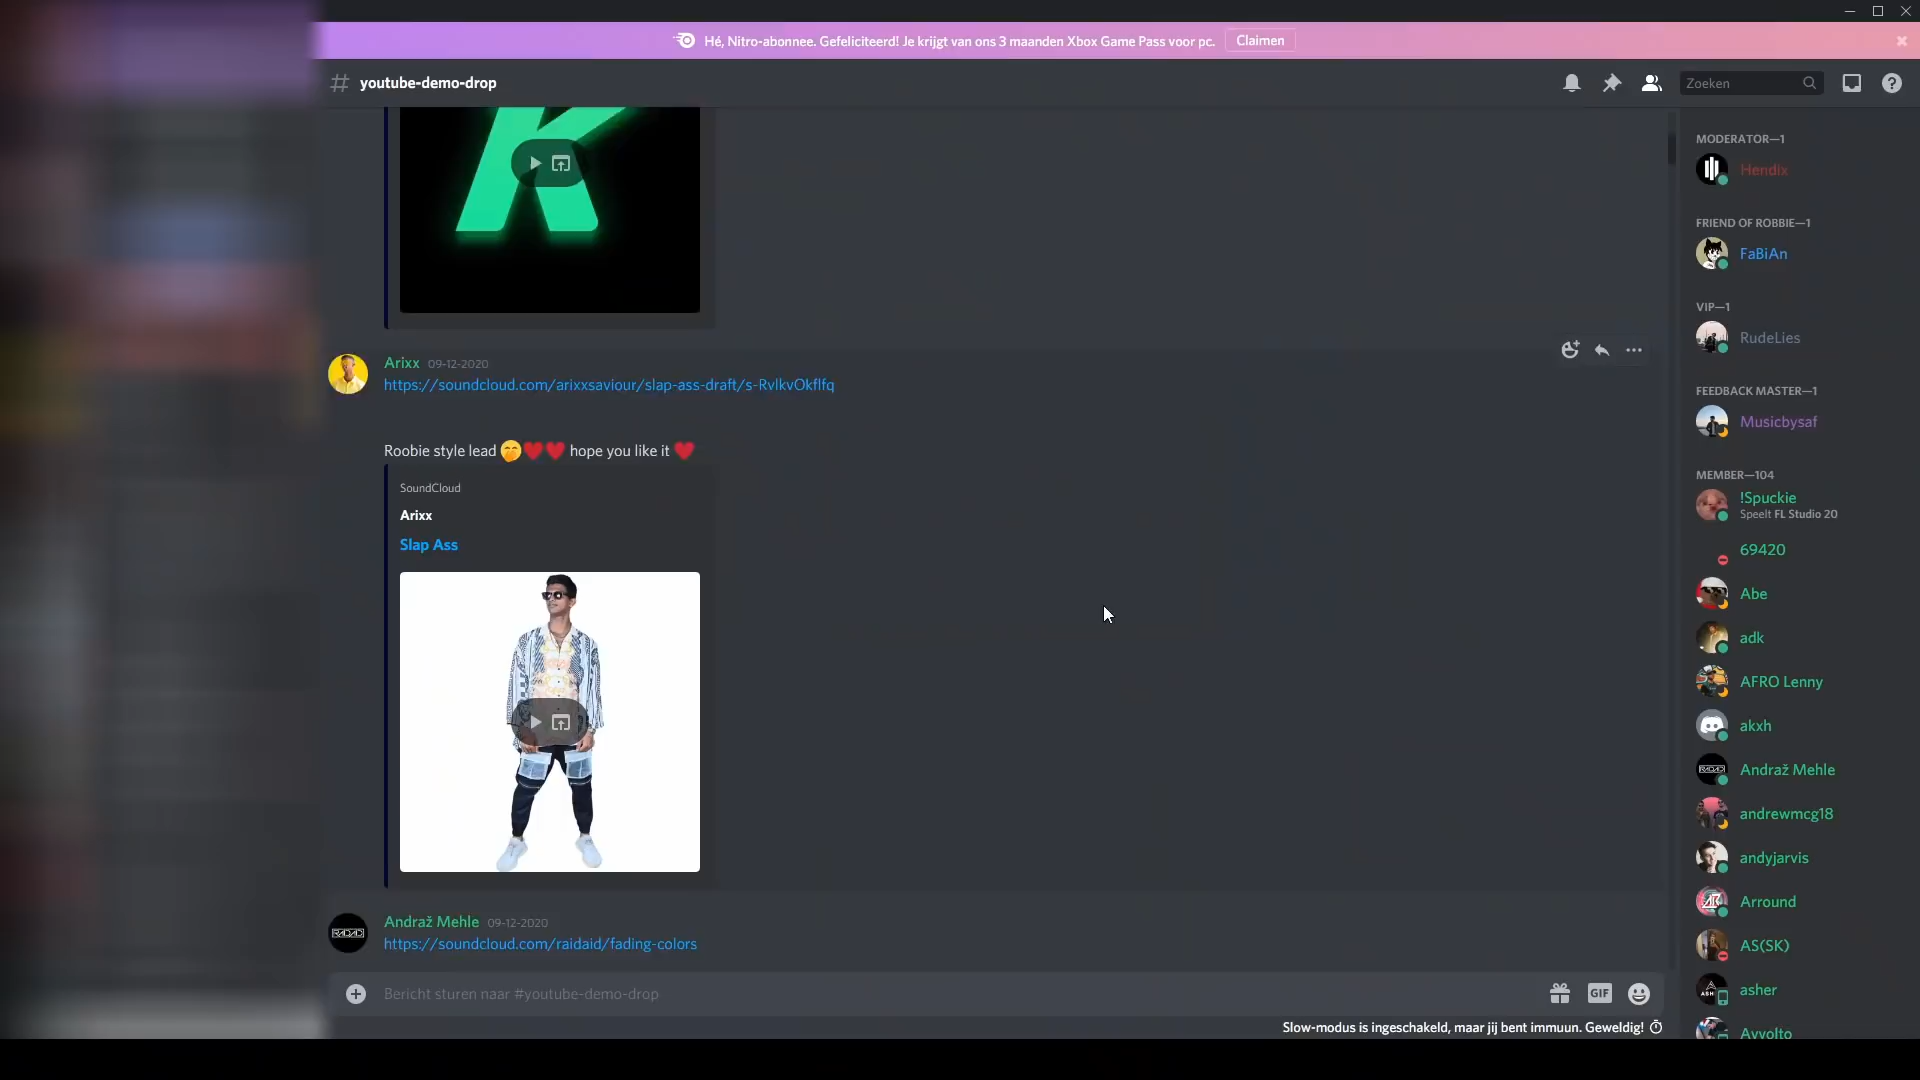 Hé, Nitro-abonnee. Gefeliciteerd! Je krijgt van ons 3 maanden Xbox Game Pass voor pc. Claimen
youtube-demo-drop
Zoeken
K
Arixx 09-12-2020
https://soundcloud.com/arixxsaviour/slap-ass-draft/s-RvlkvOkflfq
Roobie style lead 🤭❤️❤️ hope you like it ❤️
SoundCloud
Arixx
Slap Ass
Andraž Mehle 09-12-2020
https://soundcloud.com/raidaid/fading-colors
Bericht sturen naar #youtube-demo-drop
GIF
Slow-modus is ingeschakeld, maar jij bent immuun. Geweldig!
MODERATOR—1
Hendix
FRIEND OF ROBBIE—1
FaBiAn
VIP—1
RudeLies
FEEDBACK MASTER—1
Musicbysaf
MEMBER—104
!Spuckie
Speelt FL Studio 20
69420
Abe
adk
AFRO Lenny
akxh
Andraž Mehle
andrewmcg18
andyjarvis
Arround
AS(SK)
asher
Avvolto